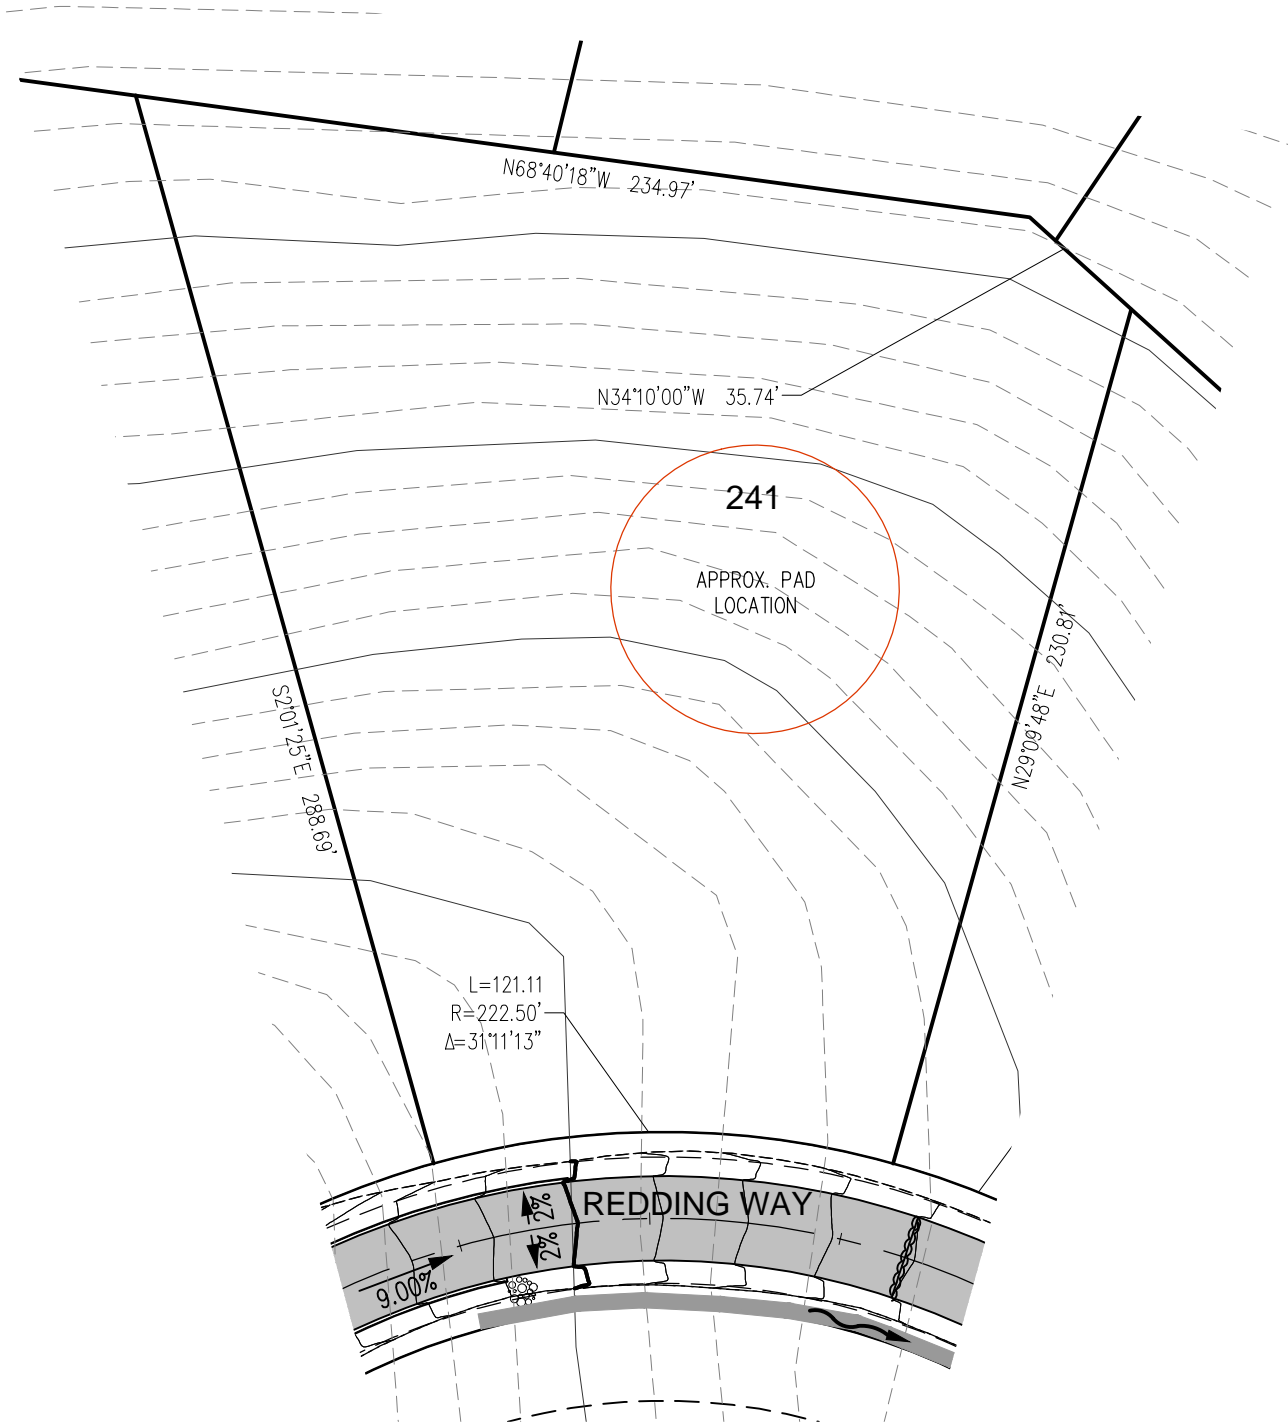 N68°40'18"W 234.97'
N34°10'00"W 35.74'
241
APPROX. PAD
LOCATION
S2°01'25"E 288.69'
N29°09'48"E 230.81'
L=121.11
R=222.50'
Δ=31°11'13"
REDDING WAY
2%
2%
9.00%